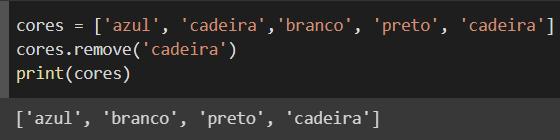 cores = ['azul', 'cadeira','branco', 'preto', 'cadeira']
cores.remove('cadeira')
print(cores)
['azul', 'branco', 'preto', 'cadeira']